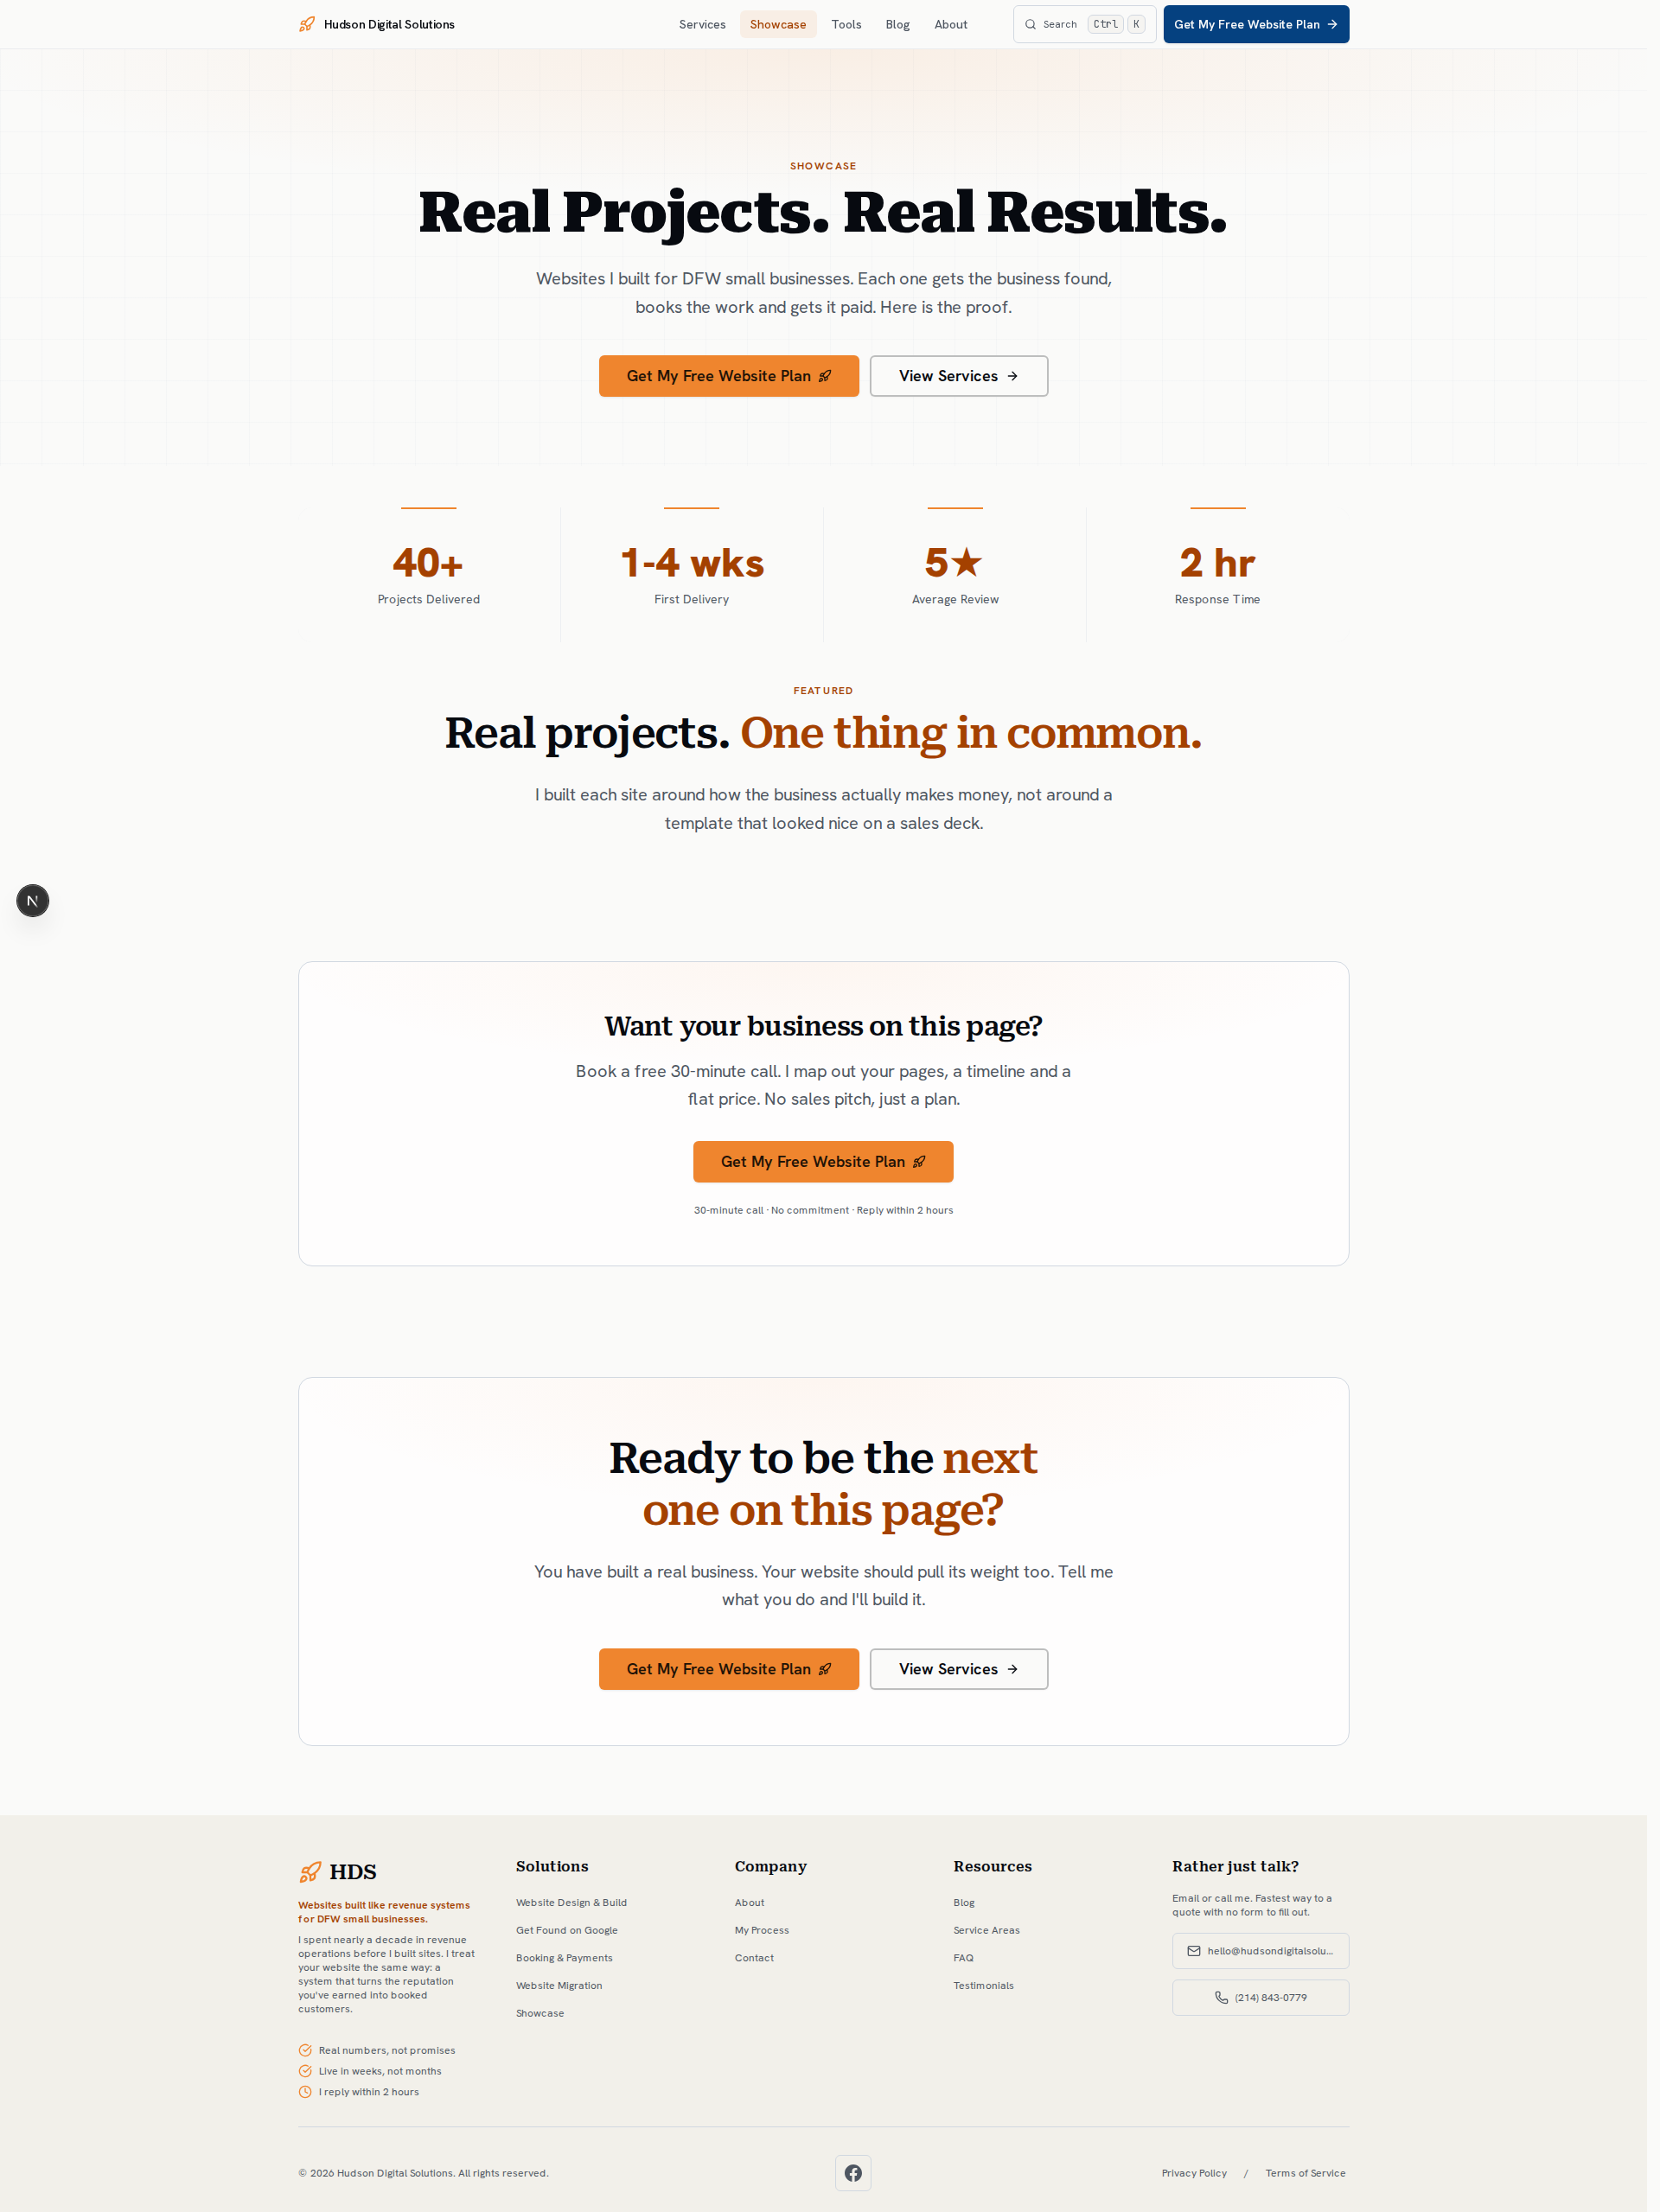 Hudson Digital Solutions
Services Showcase Tools Blog About
Search Ctrl K
Get My Free Website Plan
SHOWCASE
Real Projects. Real Results.
Websites I built for DFW small businesses. Each one gets the business found,
books the work and gets it paid. Here is the proof.
Get My Free Website Plan
View Services
40+
Projects Delivered
1-4 wks
First Delivery
5★
Average Review
2 hr
Response Time
FEATURED
Real projects. One thing in common.
I built each site around how the business actually makes money, not around a
template that looked nice on a sales deck.
N
Want your business on this page?
Book a free 30-minute call. I map out your pages, a timeline and a
flat price. No sales pitch, just a plan.
Get My Free Website Plan
30-minute call · No commitment · Reply within 2 hours
Ready to be the next
one on this page?
You have built a real business. Your website should pull its weight too. Tell me
what you do and I'll build it.
Get My Free Website Plan
View Services
HDS
Websites built like revenue systems
for DFW small businesses.
I spent nearly a decade in revenue
operations before I built sites. I treat
your website the same way: a
system that turns the reputation
you've earned into booked
customers.
Real numbers, not promises
Live in weeks, not months
I reply within 2 hours
Solutions
Website Design & Build
Get Found on Google
Booking & Payments
Website Migration
Showcase
Company
About
My Process
Contact
Resources
Blog
Service Areas
FAQ
Testimonials
Rather just talk?
Email or call me. Fastest way to a
quote with no form to fill out.
hello@hudsondigitalsolu...
(214) 843-0779
© 2026 Hudson Digital Solutions. All rights reserved.
Privacy Policy / Terms of Service